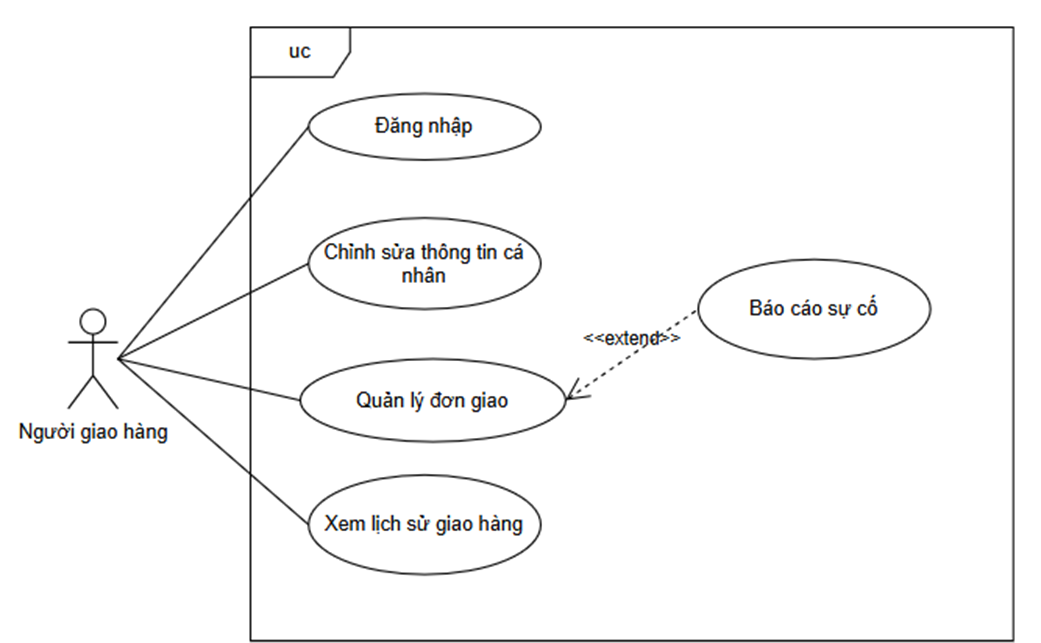 uc
Đăng nhập
Chỉnh sửa thông tin cá
nhân
Báo cáo sự cố
<<extend>>
Quản lý đơn giao
Người giao hàng
Xem lịch sử giao hàng